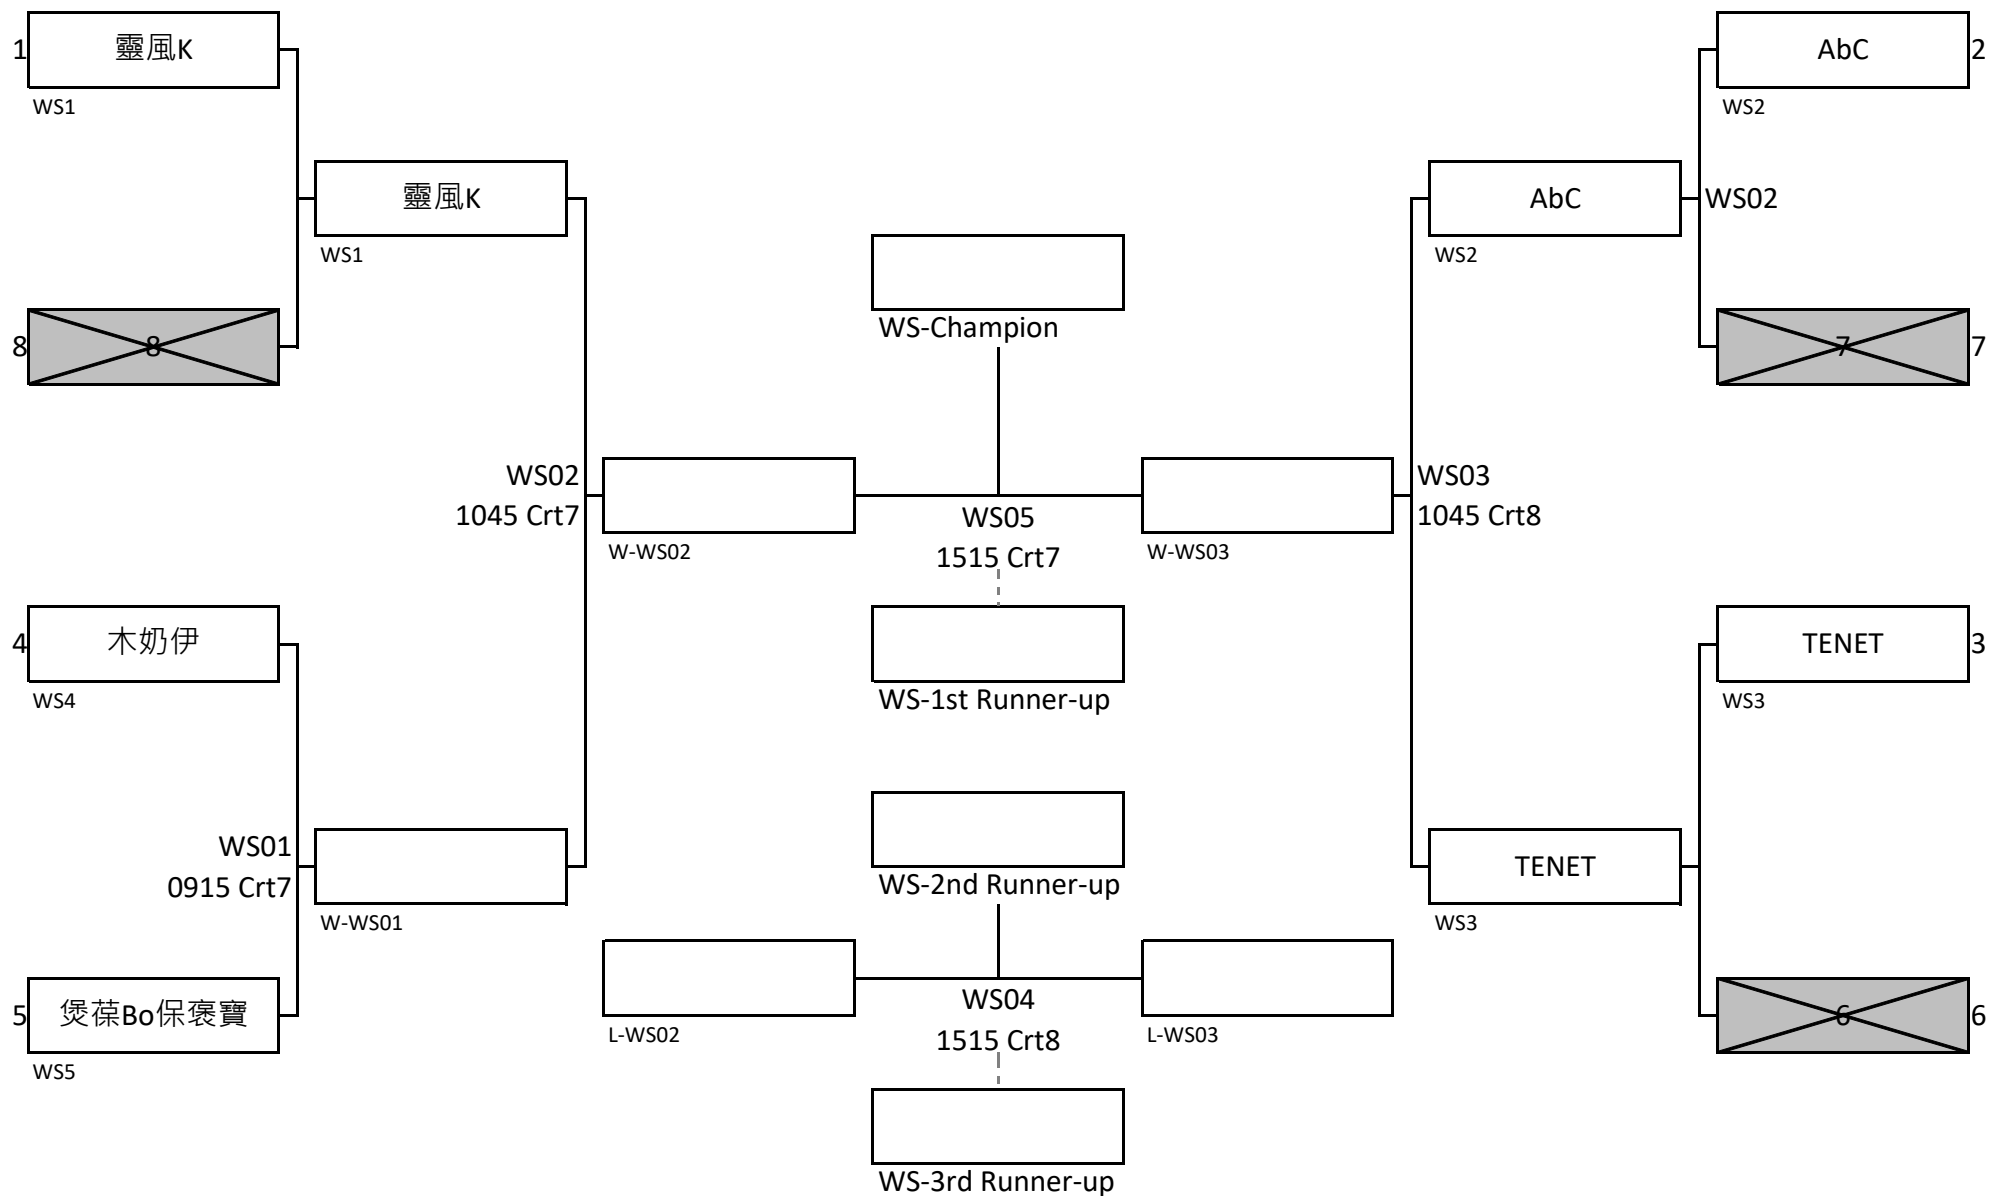 1
靈風K
WS1
靈風K
WS1
8
8
WS02
1045 Crt7
W-WS02
4
木奶伊
WS4
WS01
0915 Crt7
W-WS01
5
煲葆Bo保褒寶
WS5
WS-Champion
WS05
1515 Crt7
WS-1st Runner-up
WS-2nd Runner-up
L-WS02
WS04
1515 Crt8
L-WS03
WS-3rd Runner-up
AbC
2
WS2
AbC
WS02
WS2
7
7
WS03
1045 Crt8
W-WS03
TENET
3
WS3
TENET
WS3
6
6